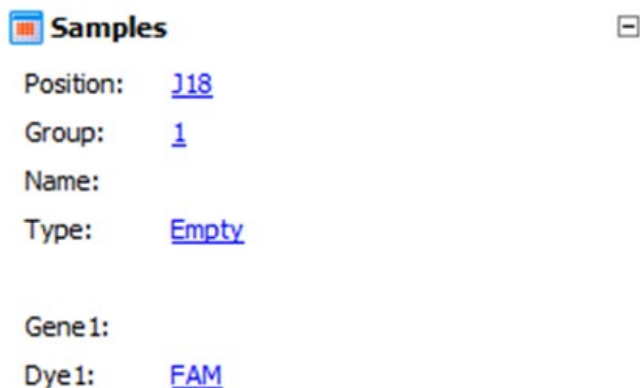 Samples
Position: J18
Group: 1
Name:
Type: Empty
Gene1:
Dye1: FAM